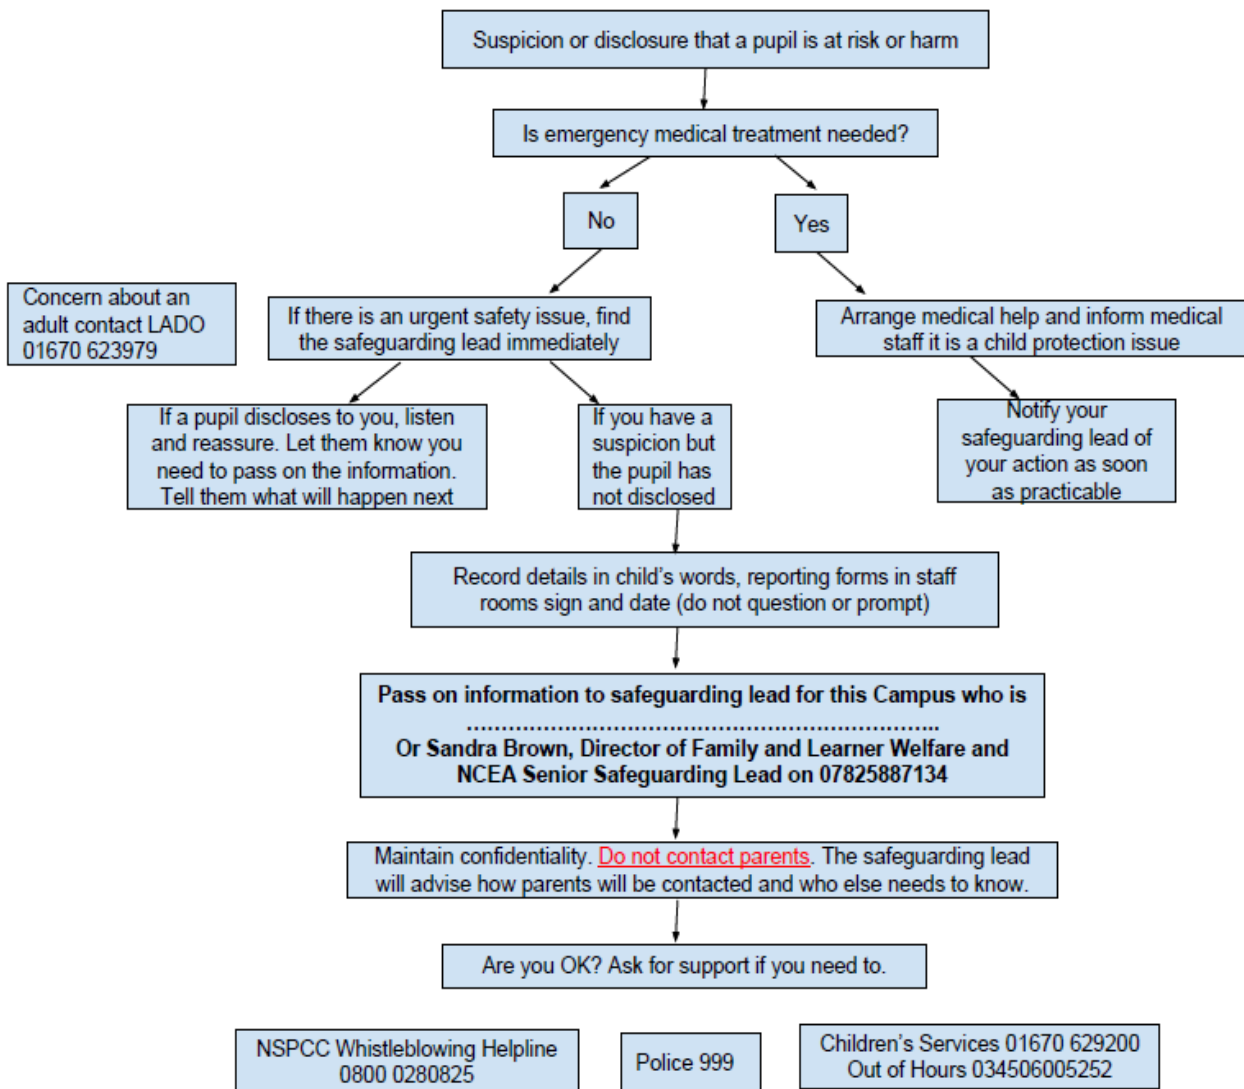 Suspicion or disclosure that a pupil is at risk or harm
Is emergency medical treatment needed?
No
Yes
Concern about an
adult contact LADO
01670 623979
If there is an urgent safety issue, find
the safeguarding lead immediately
Arrange medical help and inform medical
staff it is a child protection issue
If a pupil discloses to you, listen
and reassure. Let them know you
need to pass on the information.
Tell them what will happen next
If you have a
suspicion but
the pupil has
not disclosed
Notify your
safeguarding lead of
your action as soon
as practicable
Record details in child’s words, reporting forms in staff
rooms sign and date (do not question or prompt)
Pass on information to safeguarding lead for this Campus who is
……………………………………………………………..
Or Sandra Brown, Director of Family and Learner Welfare and
NCEA Senior Safeguarding Lead on 07825887134
Maintain confidentiality. Do not contact parents. The safeguarding lead
will advise how parents will be contacted and who else needs to know.
Are you OK? Ask for support if you need to.
NSPCC Whistleblowing Helpline
0800 0280825
Police 999
Children’s Services 01670 629200
Out of Hours 034506005252